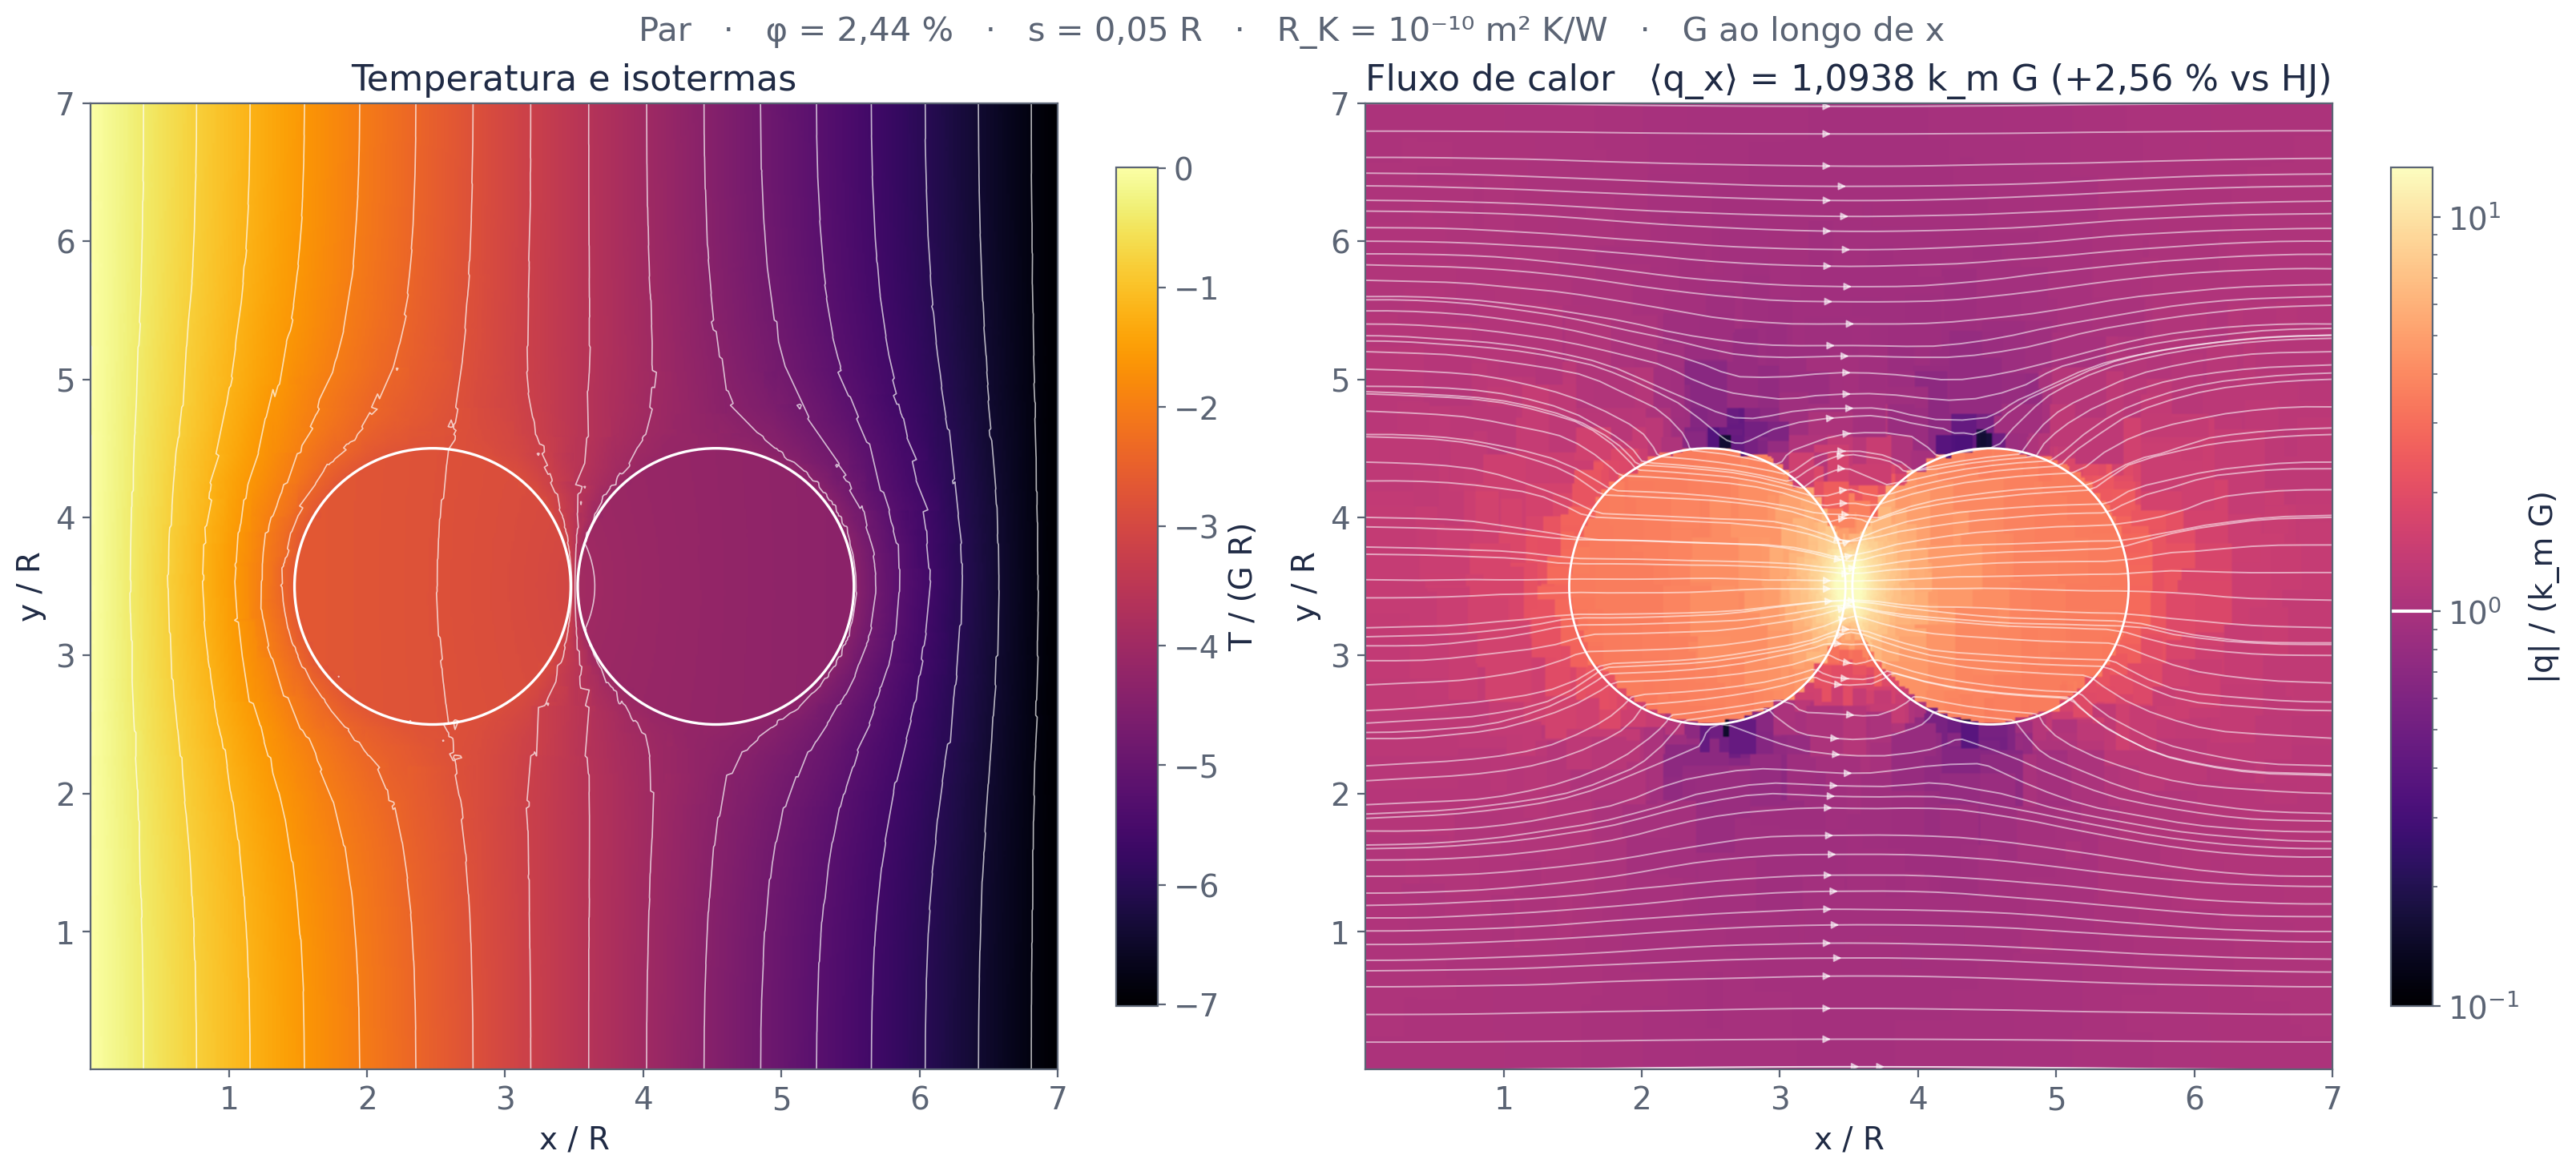 Par · φ = 2,44 % · s = 0,05 R · R_K = 10⁻¹⁰ m² K/W · G ao longo de x
Temperatura e isotermas
7
6
5
4
3
2
1
1 2 3 4 5 6 7
x / R
y / R
0
−1
−2
−3
−4
−5
−6
−7
T / (G R)
Fluxo de calor ⟨q_x⟩ = 1,0938 k_m G (+2,56 % vs HJ)
7
6
5
4
3
2
1
1 2 3 4 5 6 7
x / R
y / R
10¹
10⁰
10⁻¹
|q| / (k_m G)